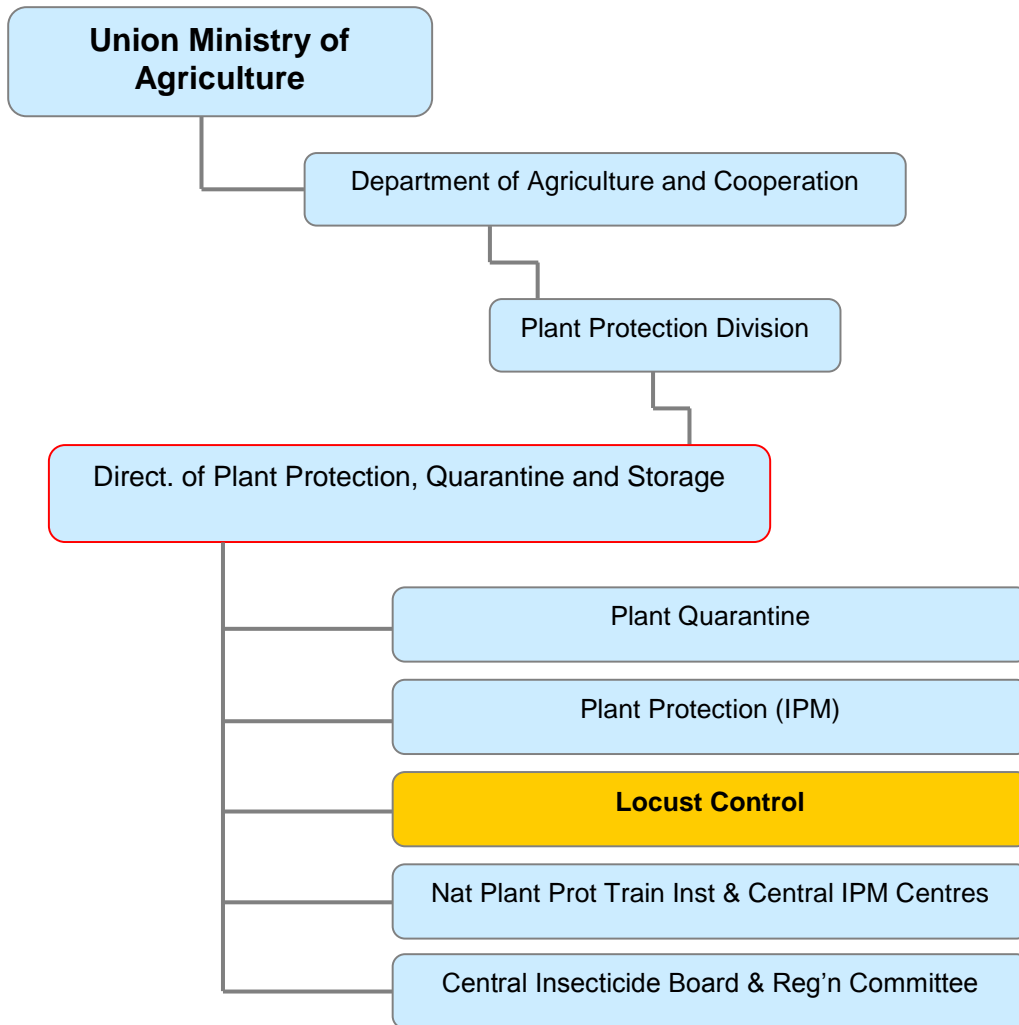 Union Ministry of
Agriculture
Department of Agriculture and Cooperation
Plant Protection Division
Direct. of Plant Protection, Quarantine and Storage
Plant Quarantine
Plant Protection (IPM)
Locust Control
Nat Plant Prot Train Inst & Central IPM Centres
Central Insecticide Board & Reg'n Committee